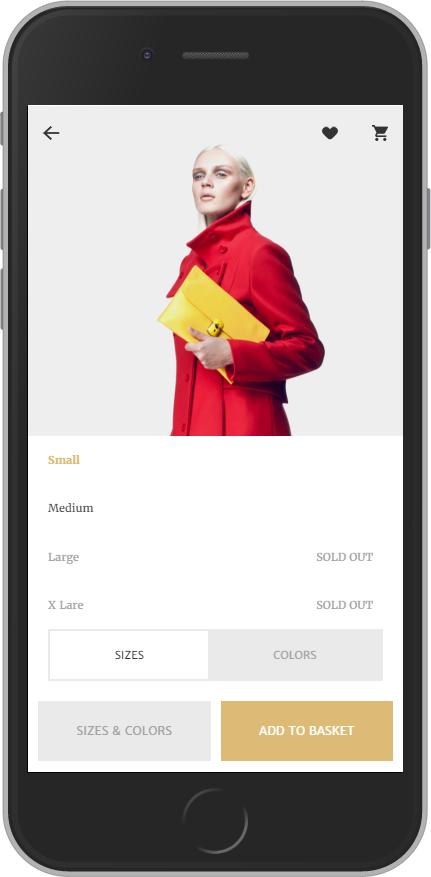 Small
Medium
Large SOLD OUT
X Lare SOLD OUT
SIZES COLORS
SIZES & COLORS ADD TO BASKET